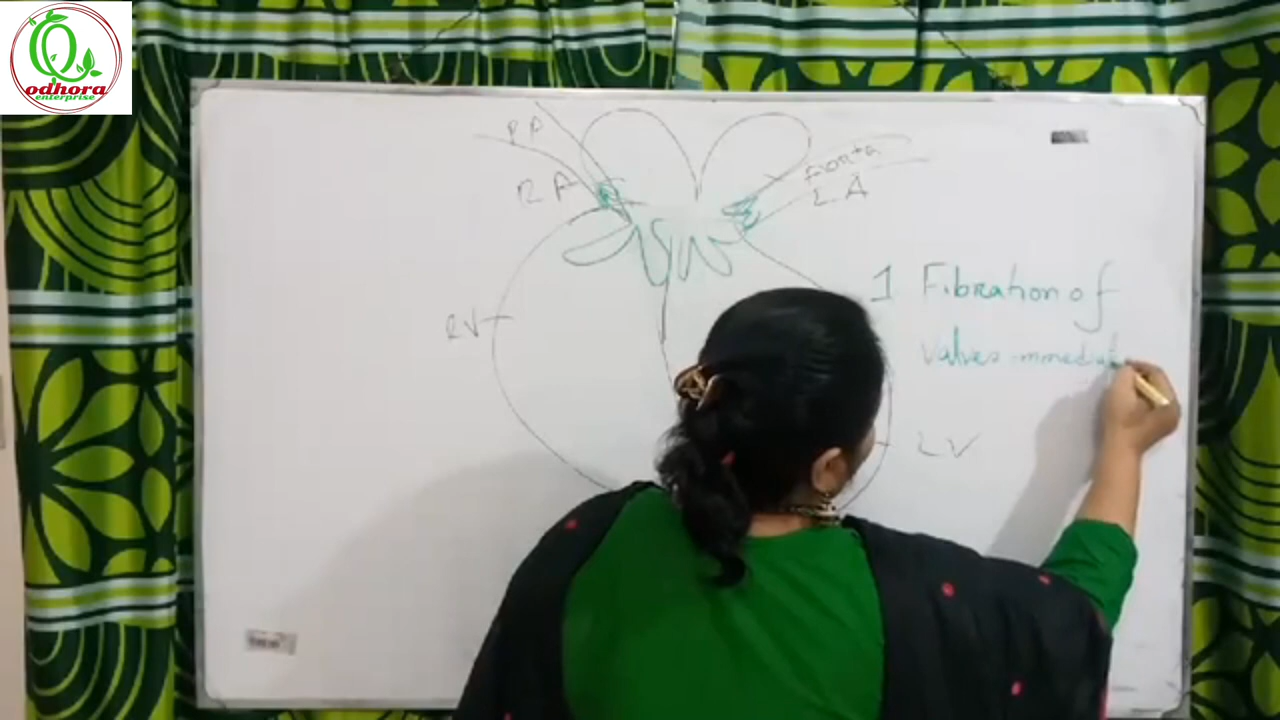 odhora
enterprise
PA
RA
Aorta
LA
RV
1 Fibration of
valves immediat
LV